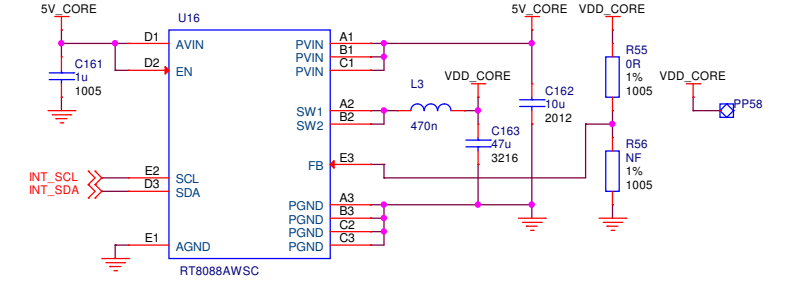 5V_CORE
U16
5V_CORE
VDD_CORE
D1
AVIN
D2
EN
C161
1u
1005
PVIN
A1
PVIN
B1
PVIN
C1
R55
0R
1%
1005
L3
470n
VDD_CORE
VDD_CORE
PP58
C162
10u
2012
SW1
A2
SW2
B2
C163
47u
3216
R56
NF
1%
1005
FB
E3
INT_SCL
E2
SCL
INT_SDA
D3
SDA
PGND
A3
PGND
B3
PGND
C2
PGND
C3
E1
AGND
RT8088AWSC